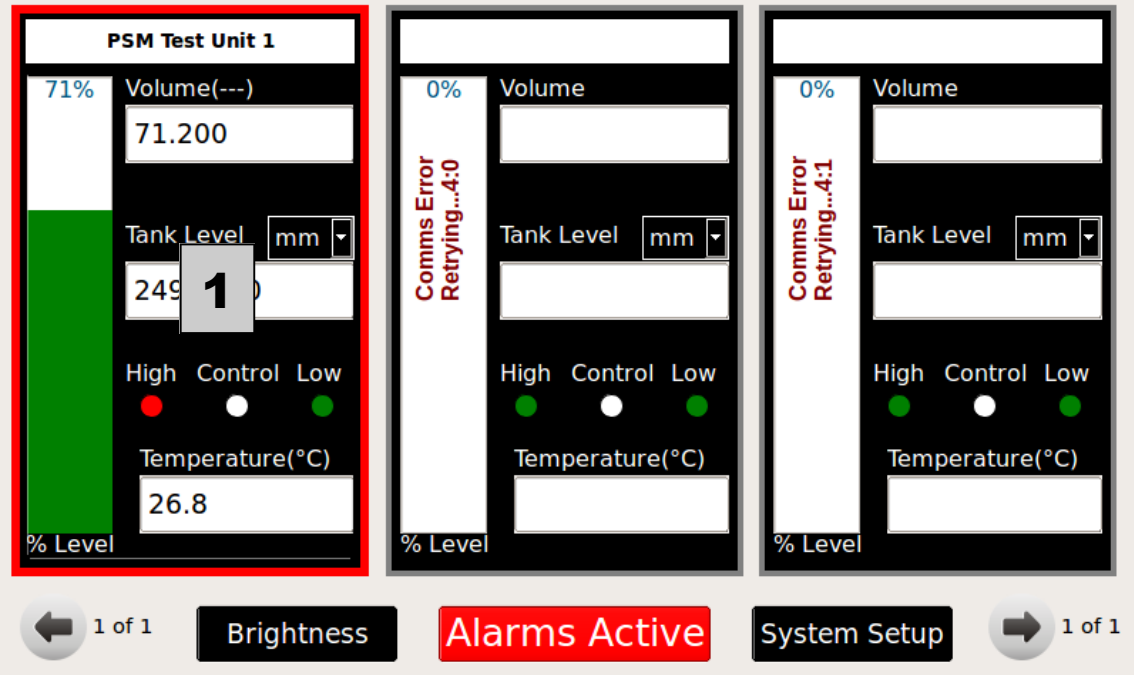 PSM Test Unit 1
71%
Volume(---)
71.200
Tank Level
mm
249
1
High Control Low
Temperature(°C)
26.8
% Level
0%
Volume
Comms Error
Retrying...4:0
Tank Level
mm
High Control Low
Temperature(°C)
% Level
0%
Volume
Comms Error
Retrying...4:1
Tank Level
mm
High Control Low
Temperature(°C)
% Level
1 of 1
Brightness
Alarms Active
System Setup
1 of 1